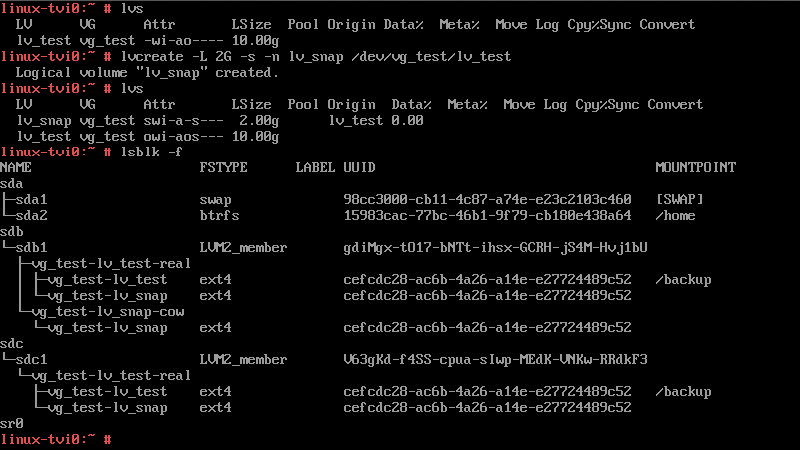 linux-tvi0:~ # lvs
  LV      VG      Attr       LSize  Pool Origin Data%  Meta%  Move Log Cpy%Sync Convert
  lv_test vg_test -wi-ao---- 10.00g
linux-tvi0:~ # lvcreate -L 2G -s -n lv_snap /dev/vg_test/lv_test
  Logical volume "lv_snap" created.
linux-tvi0:~ # lvs
  LV      VG      Attr       LSize  Pool Origin  Data%  Meta%  Move Log Cpy%Sync Convert
  lv_snap vg_test swi-a-s---  2.00g      lv_test 0.00
  lv_test vg_test owi-aos--- 10.00g
linux-tvi0:~ # lsblk -f
NAME                     FSTYPE      LABEL UUID                                   MOUNTPOINT
sda
├─sda1                   swap              98cc3000-cb11-4c87-a74e-e23c2103c460   [SWAP]
└─sda2                   btrfs             15983cac-77bc-46b1-9f79-cb180e438a64   /home
sdb
└─sdb1                   LVM2_member       gdiMgx-tO17-bNTt-ihsx-GCRH-jS4M-Hvj1bU
  ├─vg_test-lv_test-real
  │ ├─vg_test-lv_test    ext4              cefcdc28-ac6b-4a26-a14e-e27724489c52   /backup
  │ └─vg_test-lv_snap    ext4              cefcdc28-ac6b-4a26-a14e-e27724489c52
  └─vg_test-lv_snap-cow
    └─vg_test-lv_snap    ext4              cefcdc28-ac6b-4a26-a14e-e27724489c52
sdc
└─sdc1                   LVM2_member       V63gKd-f4SS-cpua-sIwp-MEdK-VNKw-RRdkF3
  └─vg_test-lv_test-real
    ├─vg_test-lv_test    ext4              cefcdc28-ac6b-4a26-a14e-e27724489c52   /backup
    └─vg_test-lv_snap    ext4              cefcdc28-ac6b-4a26-a14e-e27724489c52
sr0
linux-tvi0:~ #